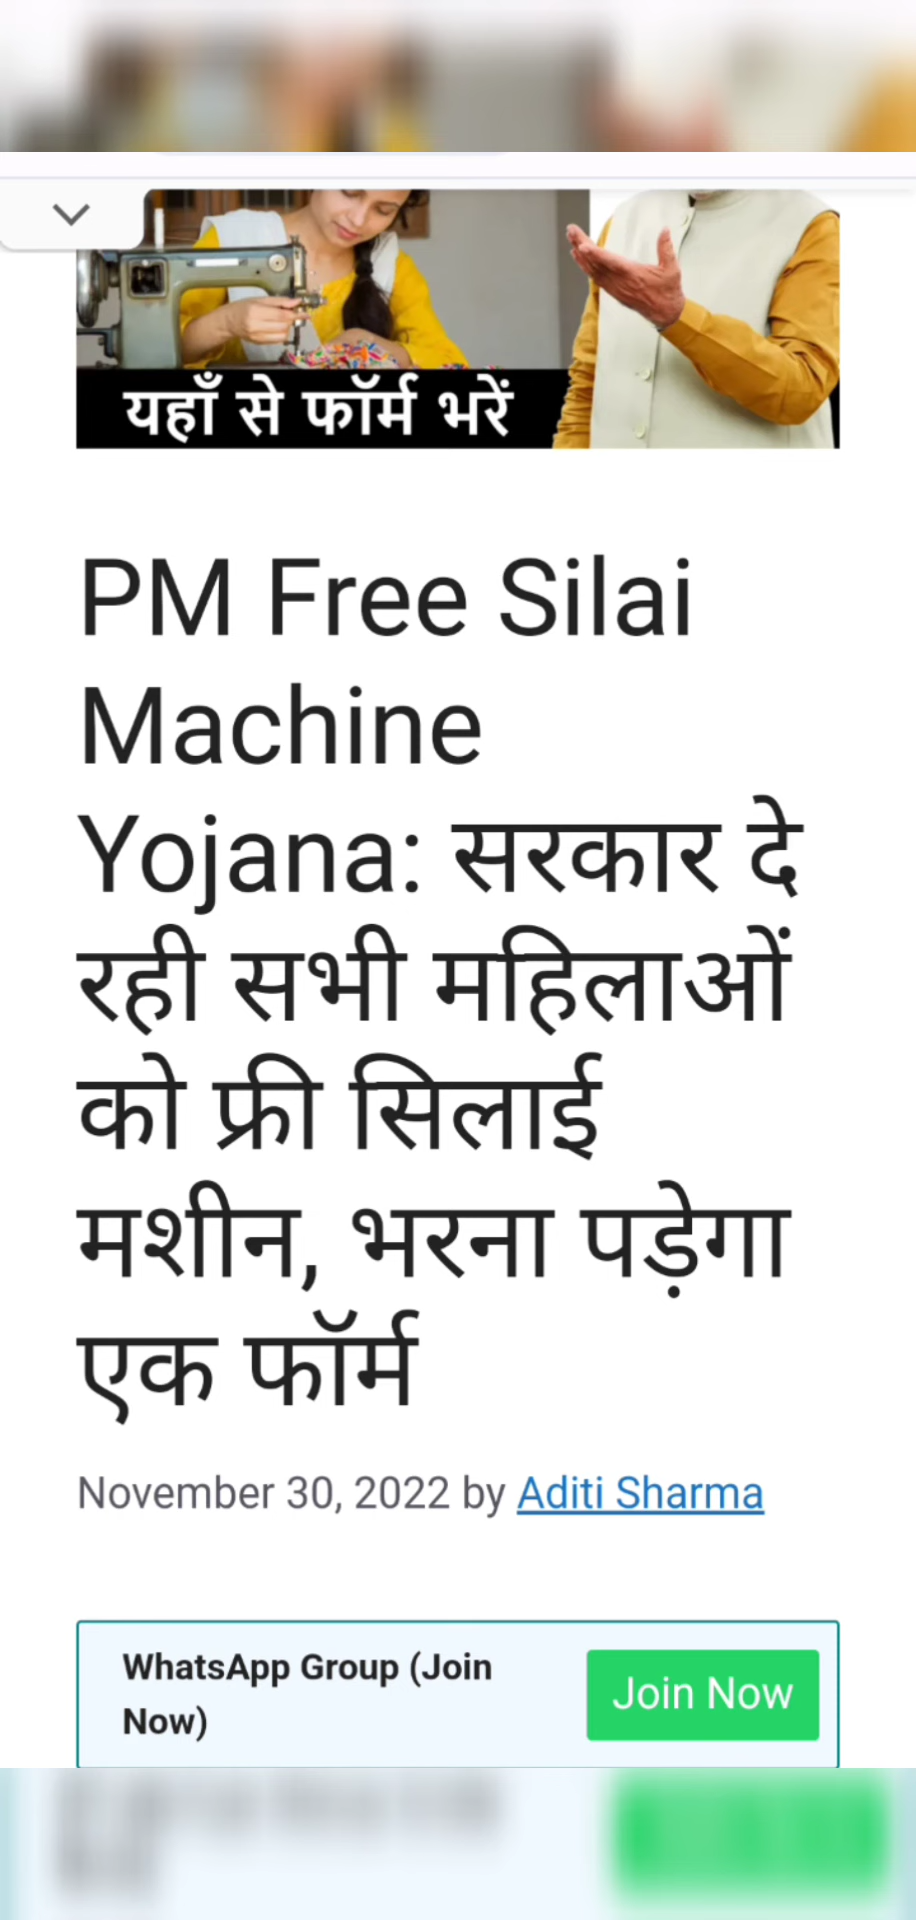 यहाँ से फॉर्म भरें
PM Free Silai
Machine
Yojana: सरकार दे
रही सभी महिलाओं
को फ्री सिलाई
मशीन, भरना पड़ेगा
एक फॉर्म
November 30, 2022 by Aditi Sharma
WhatsApp Group (Join
Now)
Join Now